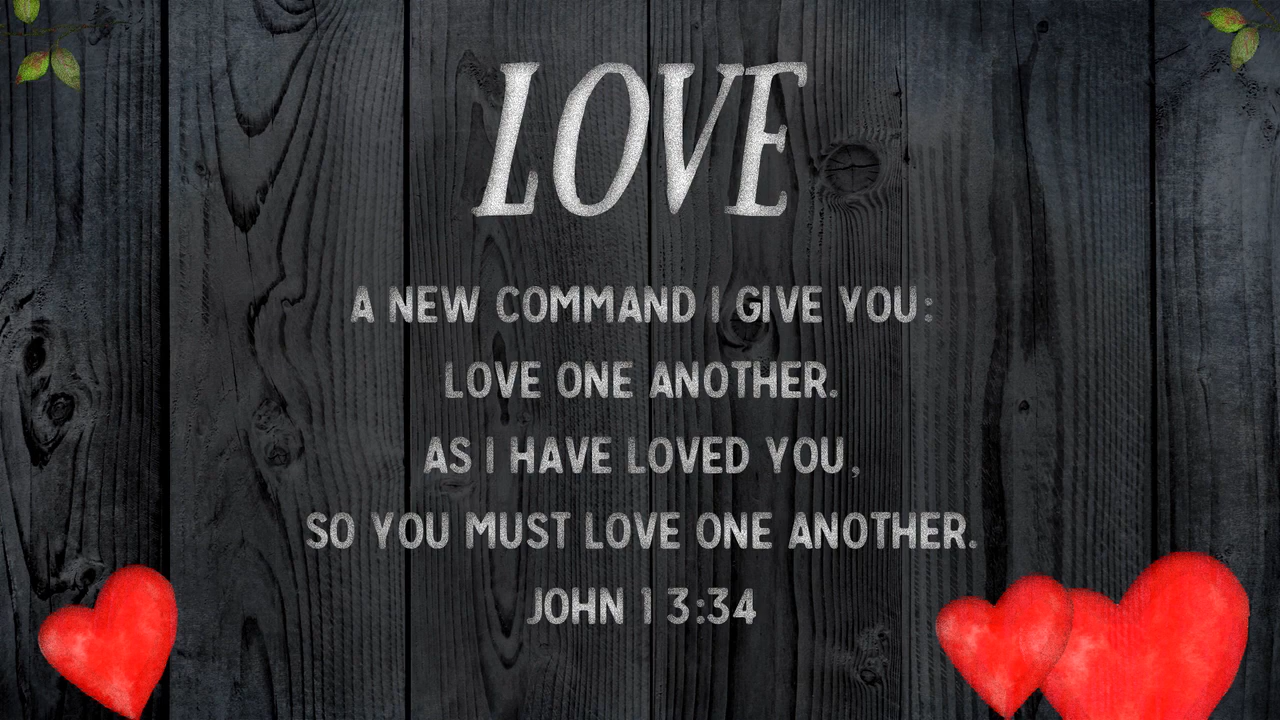 LOVE
A NEW COMMAND I GIVE YOU:
LOVE ONE ANOTHER.
AS I HAVE LOVED YOU,
SO YOU MUST LOVE ONE ANOTHER.
JOHN 13:34